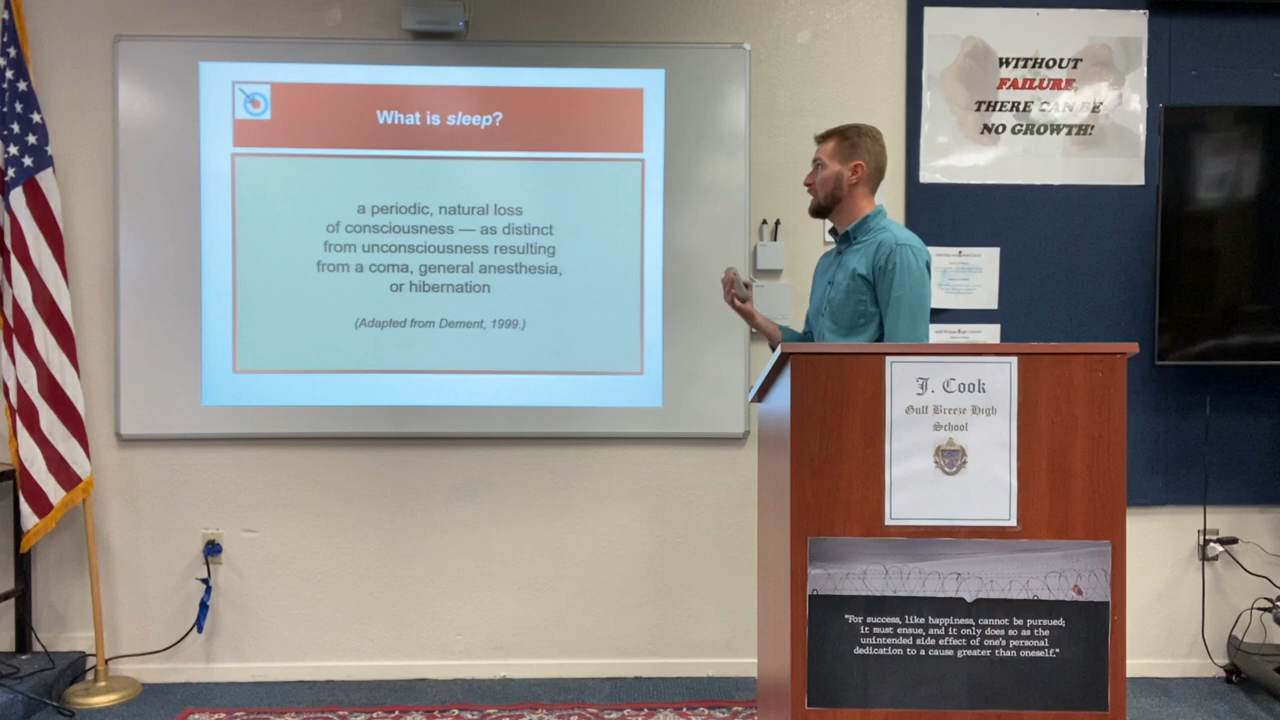 What is sleep?
a periodic, natural loss
of consciousness — as distinct
from unconsciousness resulting
from a coma, general anesthesia,
or hibernation
(Adapted from Dement, 1999.)
WITHOUT
FAILURE,
THERE CAN BE
NO GROWTH!
J. Cook
Gulf Breeze High
School
"For success, like happiness, cannot be pursued;
it must ensue, and it only does so as the
unintended side effect of one's personal
dedication to a cause greater than oneself."